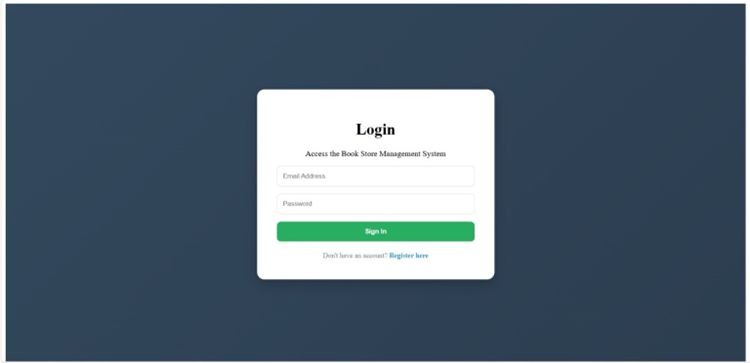 Login
Access the Book Store Management System
Email Address
Password
Sign In
Don't have an account? Register here